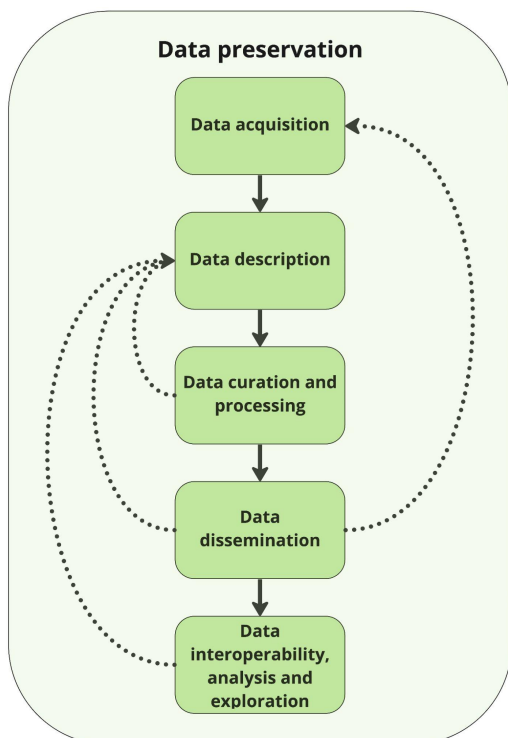 Data preservation
Data acquisition
Data description
Data curation and
processing
Data
dissemination
Data
interoperability,
analysis and
exploration